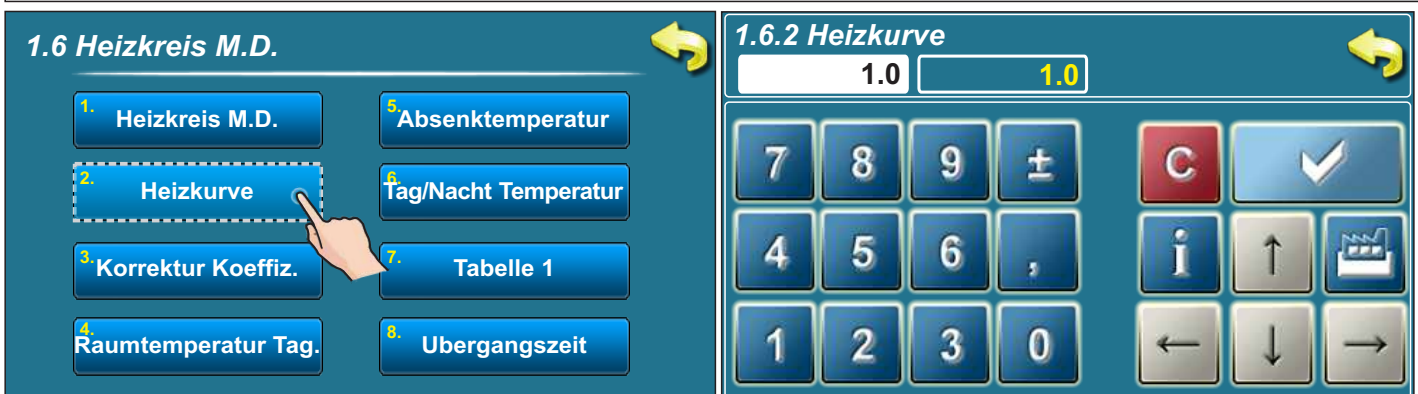 1.6 Heizkreis M.D.
1. Heizkreis M.D.
5. Absenktemperatur
2. Heizkurve
6. Tag/Nacht Temperatur
3. Korrektur Koeffiz.
7. Tabelle 1
4. Raumtemperatur Tag.
8. Ubergangszeit
1.6.2 Heizkurve
1.0 1.0
7 8 9 ± C
4 5 6 , i ↑
1 2 3 0 ← ↓ →